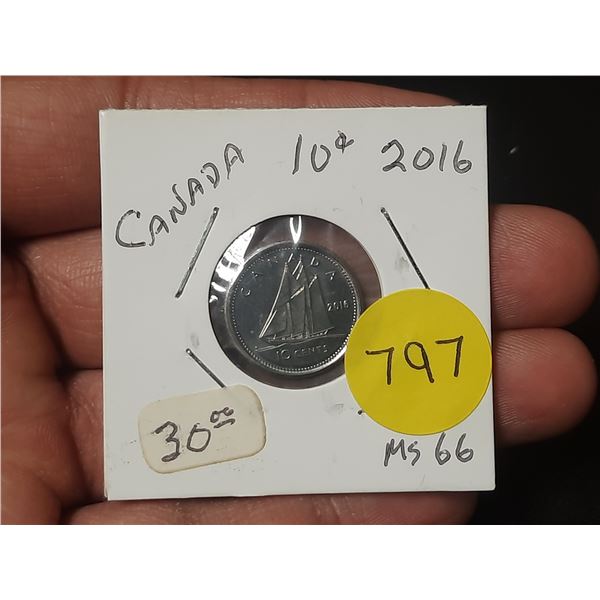 CANADA 10¢ 2016
CANADA
2016
10 CENTS
797
30.00
MS 66